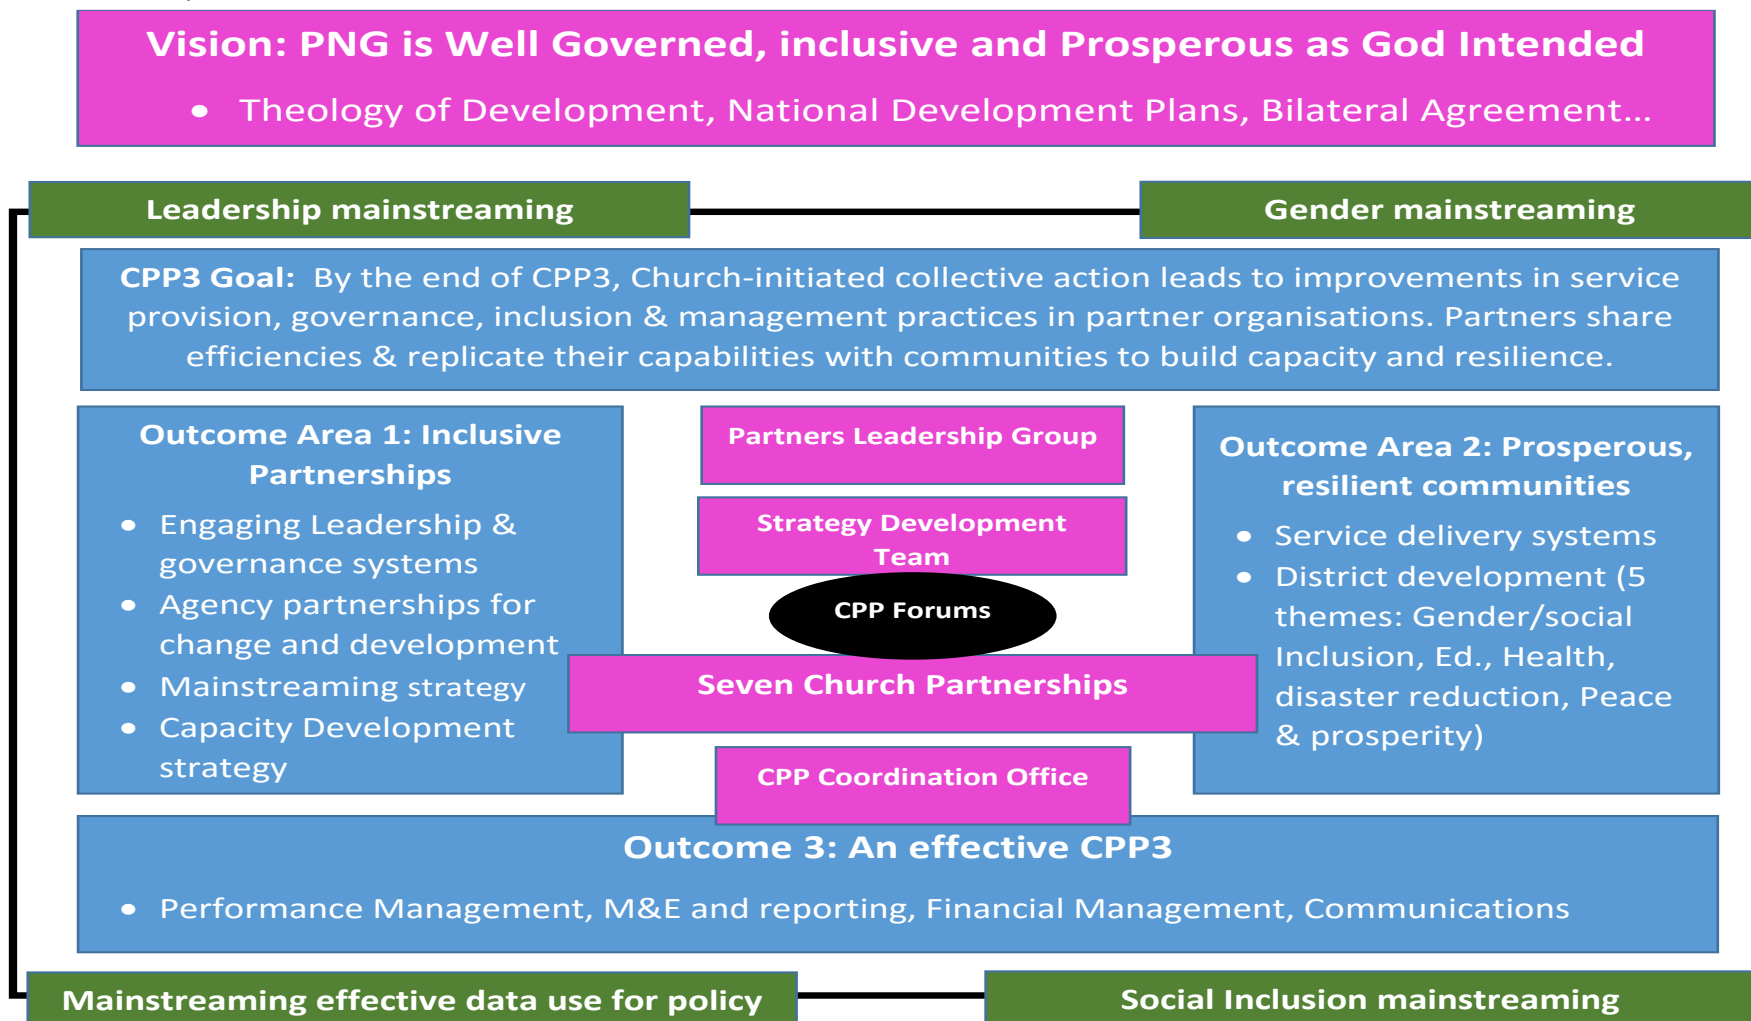 Vision: PNG is Well Governed, inclusive and Prosperous as God Intended
• Theology of Development, National Development Plans, Bilateral Agreement...
Leadership mainstreaming
Gender mainstreaming
CPP3 Goal: By the end of CPP3, Church-initiated collective action leads to improvements in service
provision, governance, inclusion & management practices in partner organisations. Partners share
efficiencies & replicate their capabilities with communities to build capacity and resilience.
Outcome Area 1: Inclusive
Partnerships
• Engaging Leadership &
governance systems
• Agency partnerships for
change and development
• Mainstreaming strategy
• Capacity Development
strategy
Partners Leadership Group
Strategy Development
Team
CPP Forums
Seven Church Partnerships
CPP Coordination Office
Outcome Area 2: Prosperous,
resilient communities
• Service delivery systems
• District development (5
themes: Gender/social
Inclusion, Ed., Health,
disaster reduction, Peace
& prosperity)
Outcome 3: An effective CPP3
• Performance Management, M&E and reporting, Financial Management, Communications
Mainstreaming effective data use for policy
Social Inclusion mainstreaming